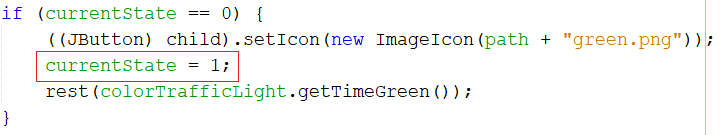 if (currentState == 0) {
((JButton) child).setIcon(new ImageIcon(path + "green.png"));
currentState = 1;
rest(colorTrafficLight.getTimeGreen());
}